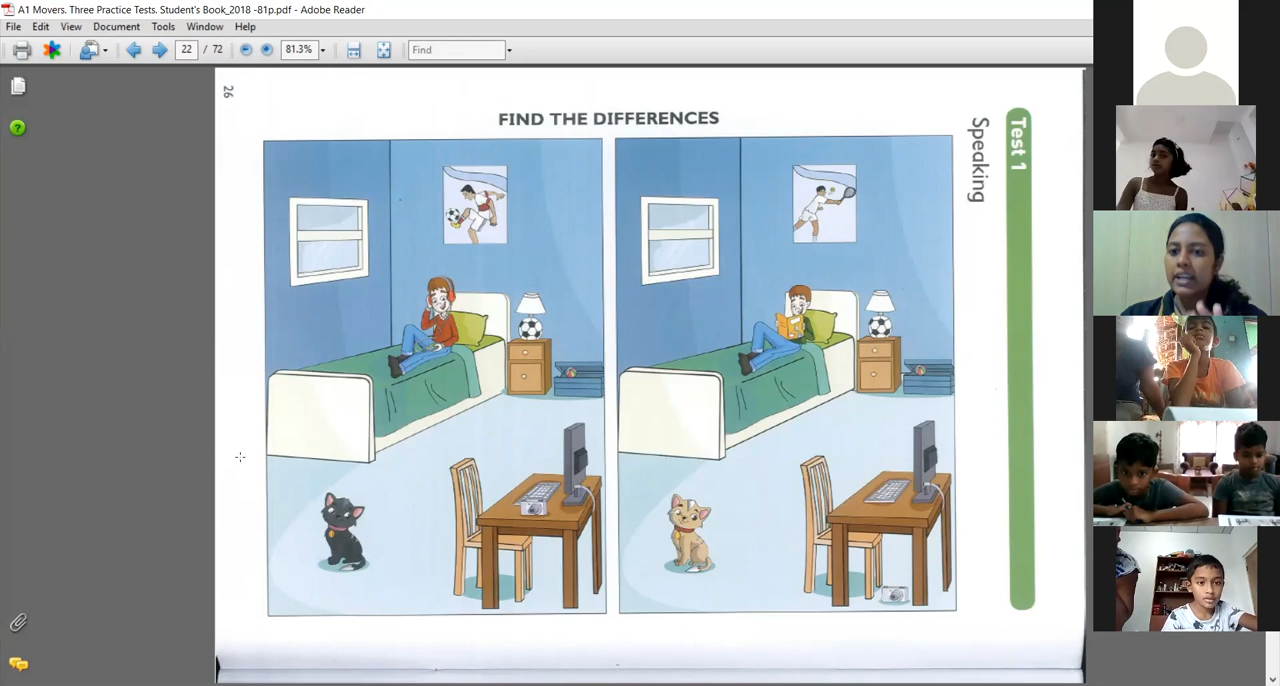 A1 Movers. Three Practice Tests. Student's Book_2018 -81p.pdf - Adobe Reader
File Edit View Document Tools Window Help
22 / 72 81.3% Find
26
FIND THE DIFFERENCES
Test 1
Speaking